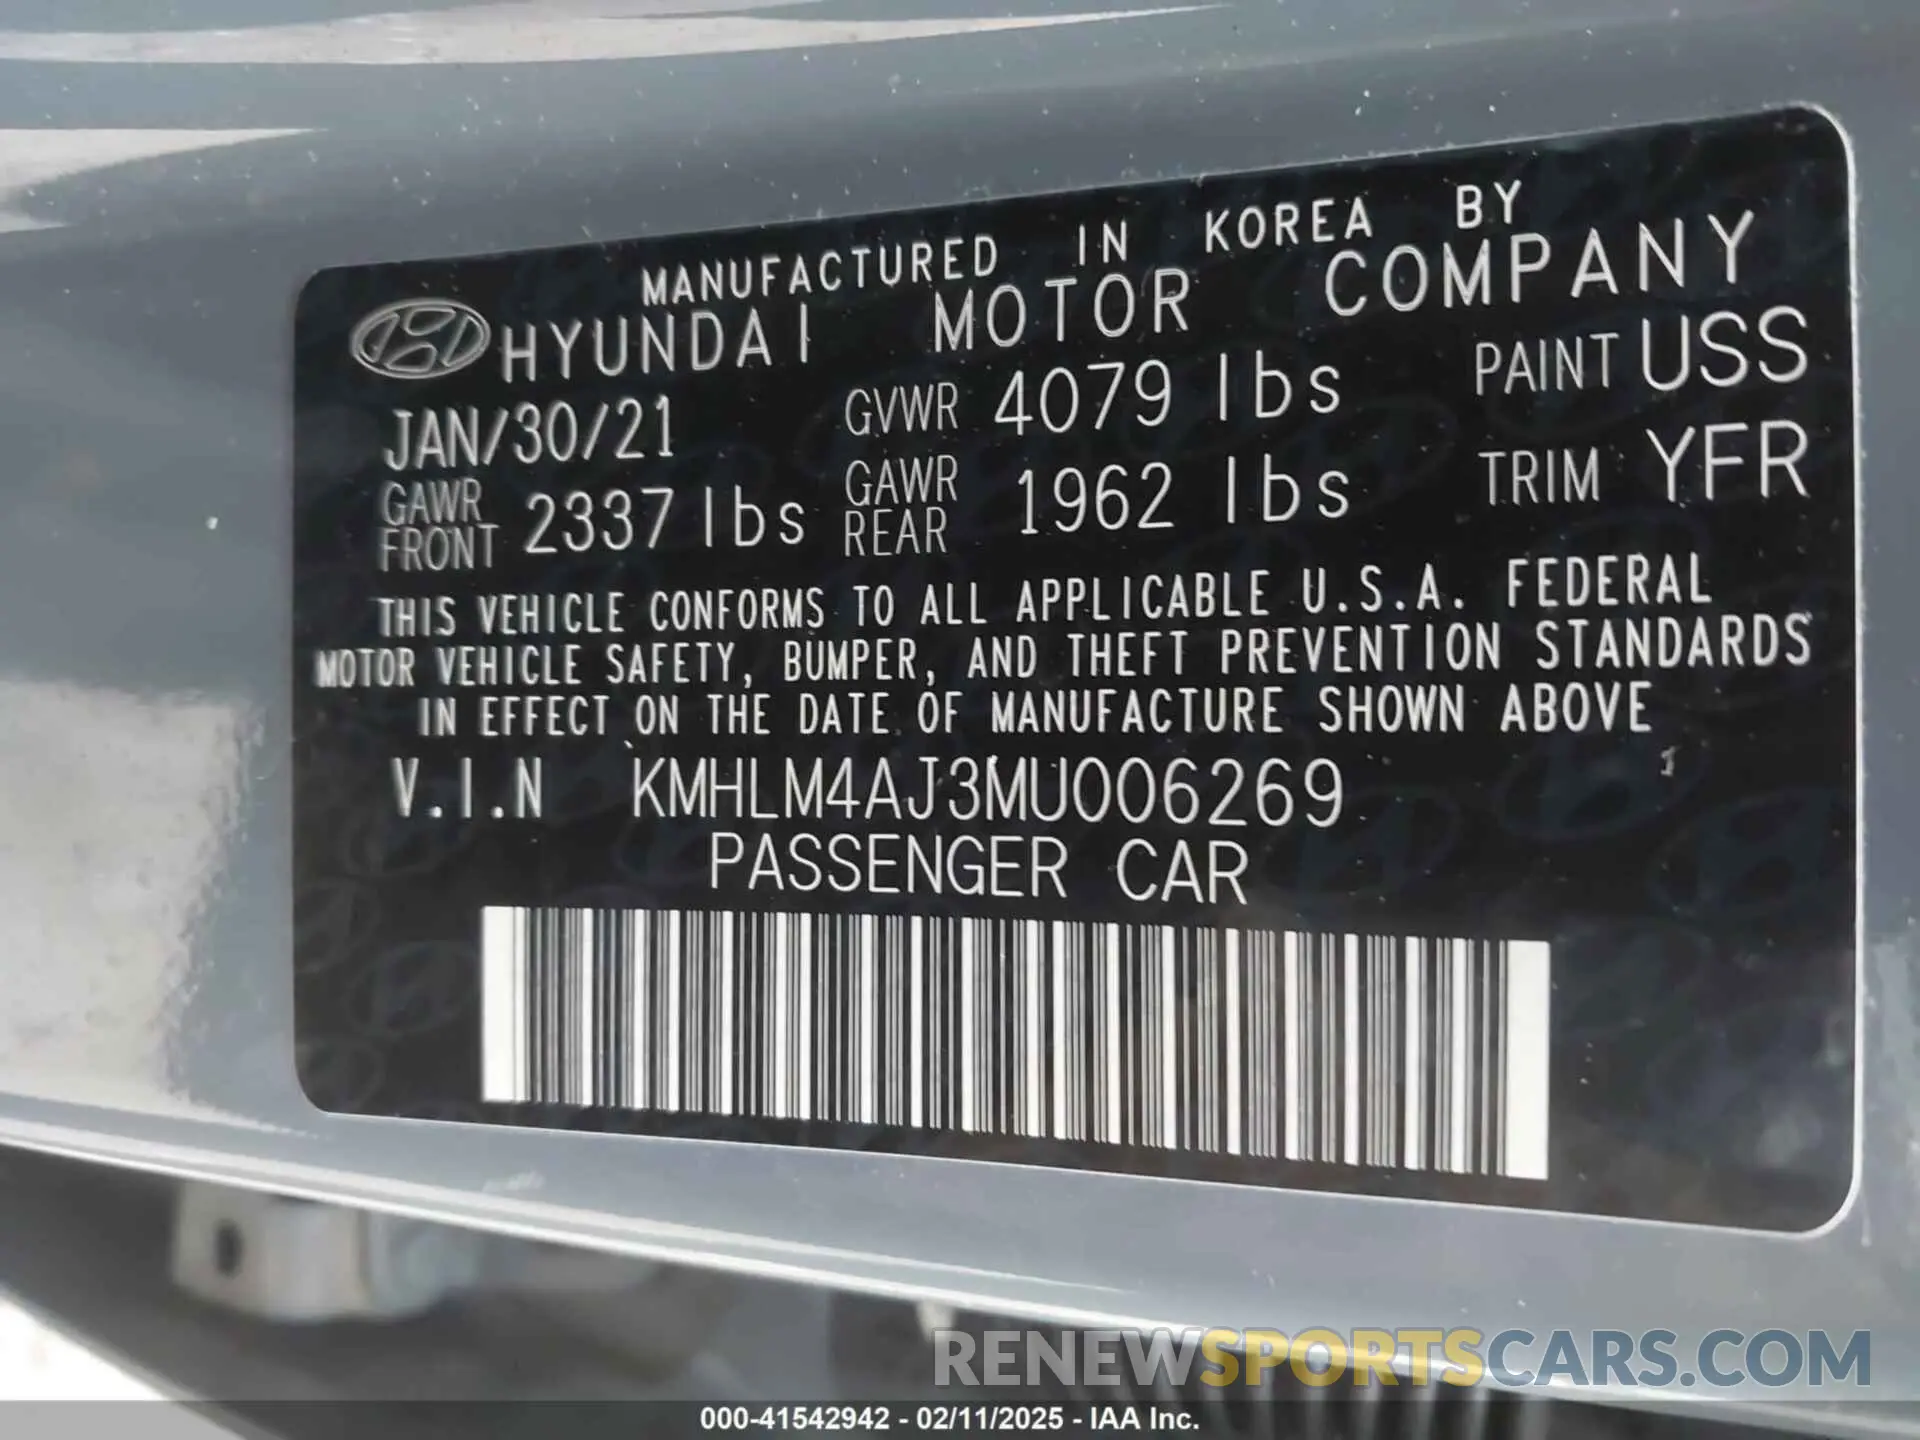 MANUFACTURED IN KOREA BY
HYUNDAI MOTOR COMPANY
JAN/30/21 GVWR 4079 lbs PAINT USS
GAWR FRONT 2337 lbs GAWR REAR 1962 lbs TRIM YFR
THIS VEHICLE CONFORMS TO ALL APPLICABLE U.S.A. FEDERAL
MOTOR VEHICLE SAFETY, BUMPER, AND THEFT PREVENTION STANDARDS
IN EFFECT ON THE DATE OF MANUFACTURE SHOWN ABOVE
V.I.N KMHLM4AJ3MU006269
PASSENGER CAR
RENEWSPORTSCARS.COM
000-41542942 - 02/11/2025 - IAA Inc.